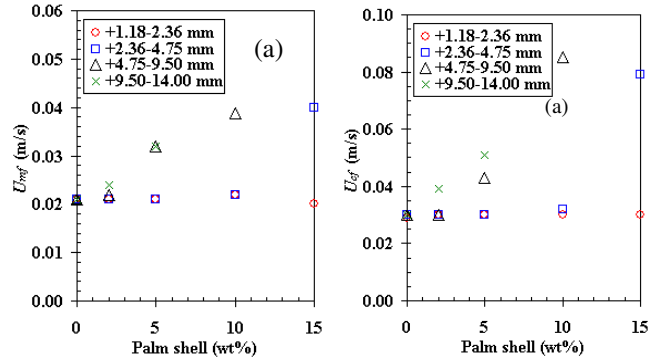 0.06
0.05
0.04
0.03
0.02
0.01
0.00
Umf (m/s)
+1.18-2.36 mm
+2.36-4.75 mm
+4.75-9.50 mm
+9.50-14.00 mm
(a)
0 5 10 15
Palm shell (wt%)
0.10
0.08
0.06
0.04
0.02
0.00
Ucf (m/s)
+1.18-2.36 mm
+2.36-4.75 mm
+4.75-9.50 mm
+9.50-14.00 mm
(a)
0 5 10 15
Palm shell (wt%)